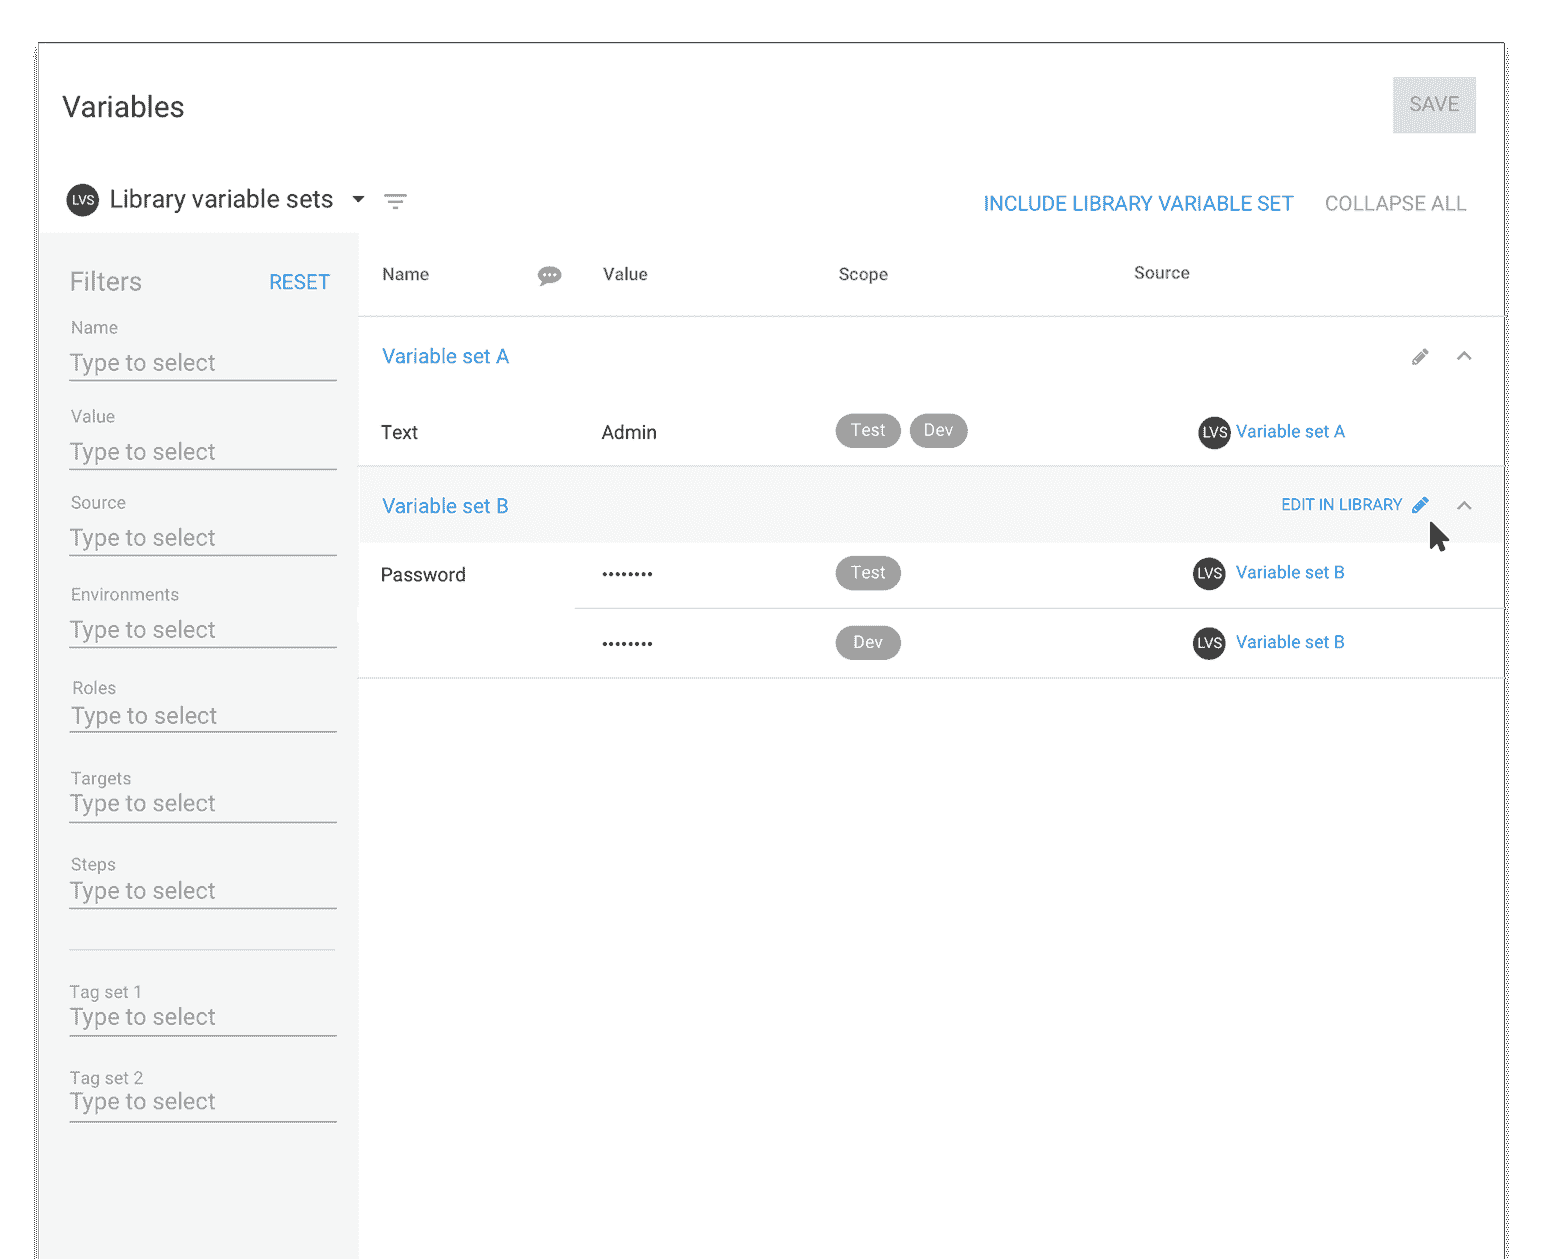 Variables
SAVE
LVS Library variable sets
INCLUDE LIBRARY VARIABLE SET COLLAPSE ALL
Filters RESET
Name
Type to select
Value
Type to select
Source
Type to select
Environments
Type to select
Roles
Type to select
Targets
Type to select
Steps
Type to select
Tag set 1
Type to select
Tag set 2
Type to select
Name Value Scope Source
Variable set A
Text Admin Test Dev LVS Variable set A
Variable set B EDIT IN LIBRARY
Password •••••••• Test LVS Variable set B
•••••••• Dev LVS Variable set B